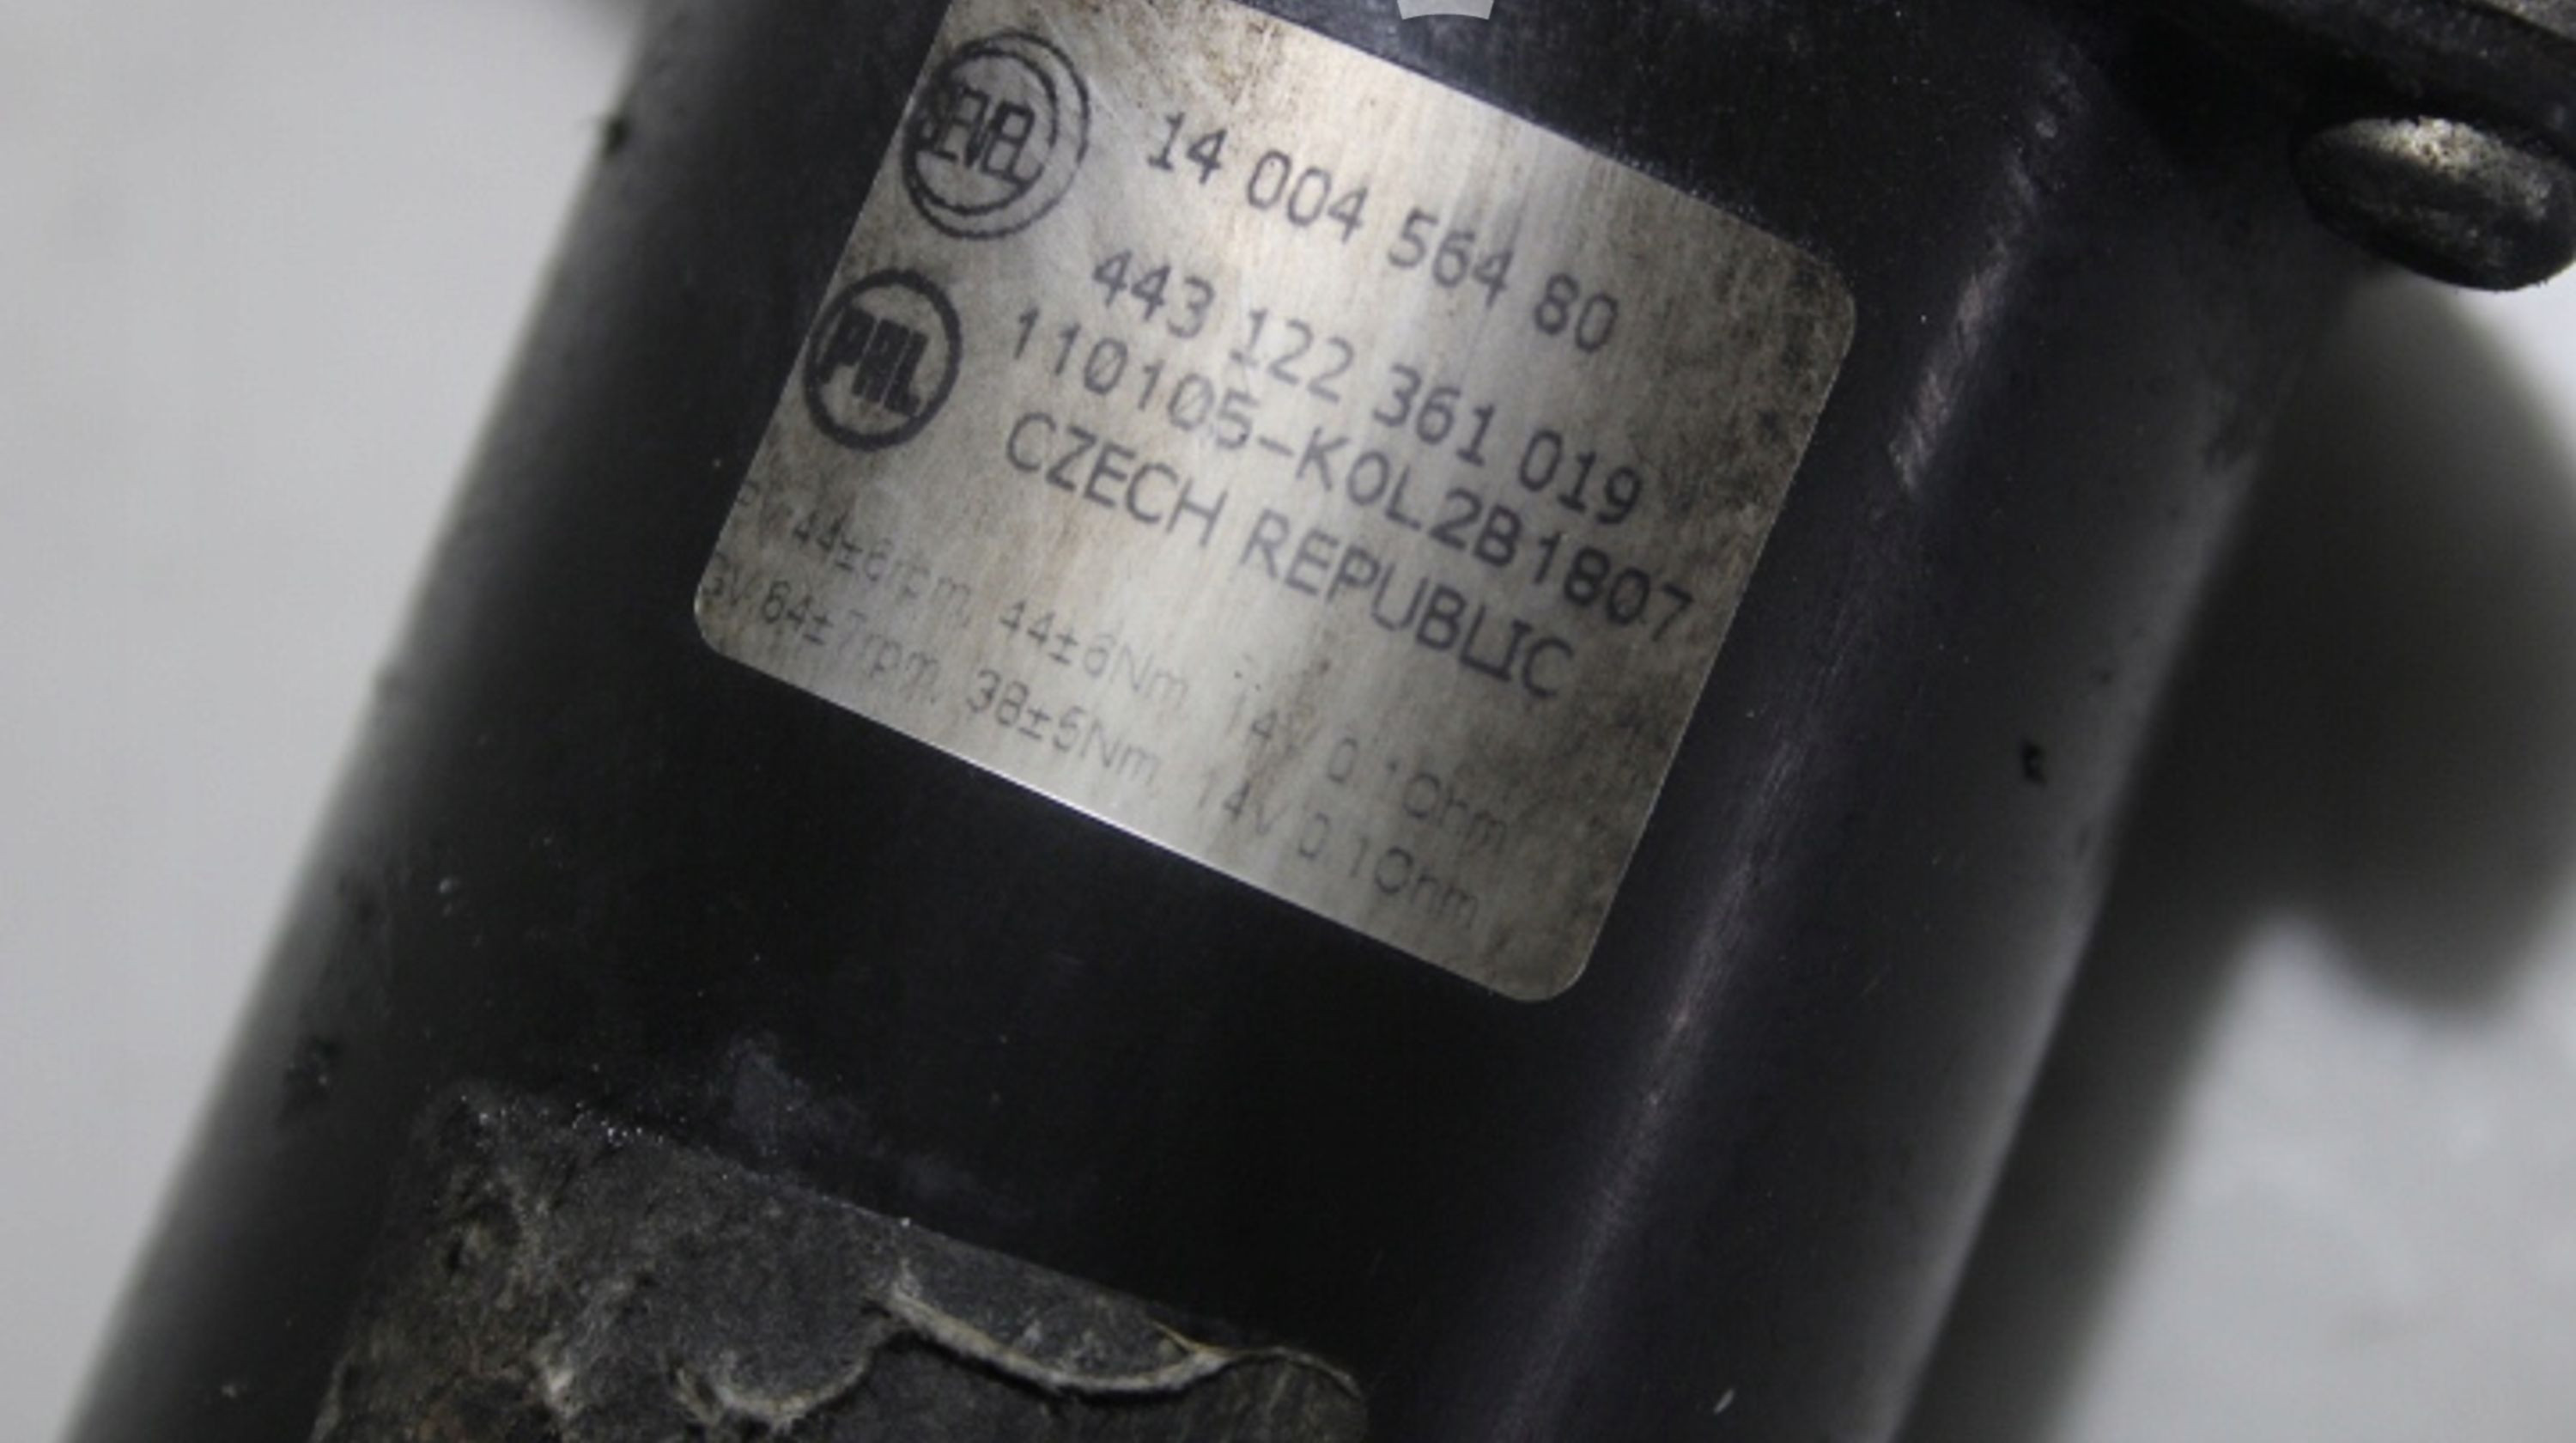 SEVEL 14 004 564 80
PAL 443 122 361 019
110105-K0L2B1807
CZECH REPUBLIC
44±6rpm, 44±6Nm, 14V 0.1Ohm
64±7rpm, 38±5Nm, 14V 0.1Ohm